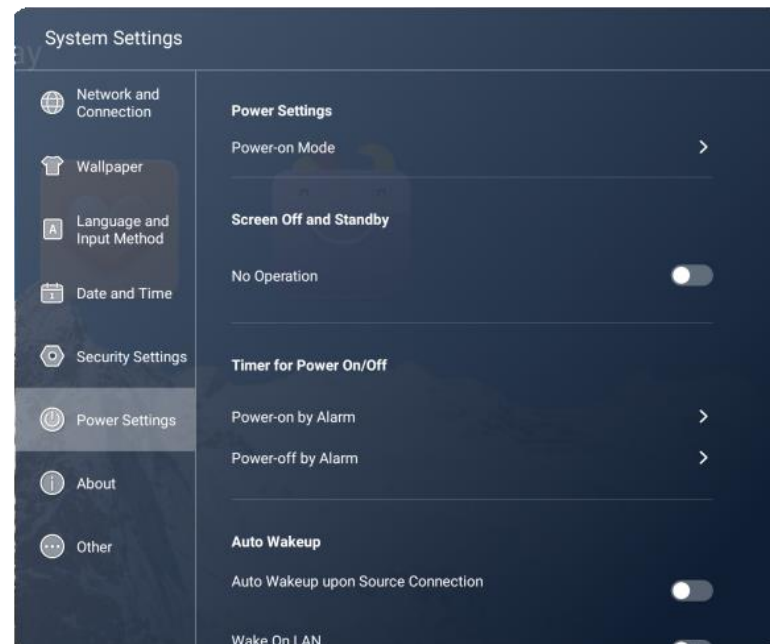 System Settings
ay
Network and
Connection
Wallpaper
A
Language and
Input Method
1
Date and Time
Security Settings
Power Settings
About
Other
Power Settings
Power-on Mode
Screen Off and Standby
No Operation
Timer for Power On/Off
Power-on by Alarm
Power-off by Alarm
Auto Wakeup
Auto Wakeup upon Source Connection
Wake On LAN